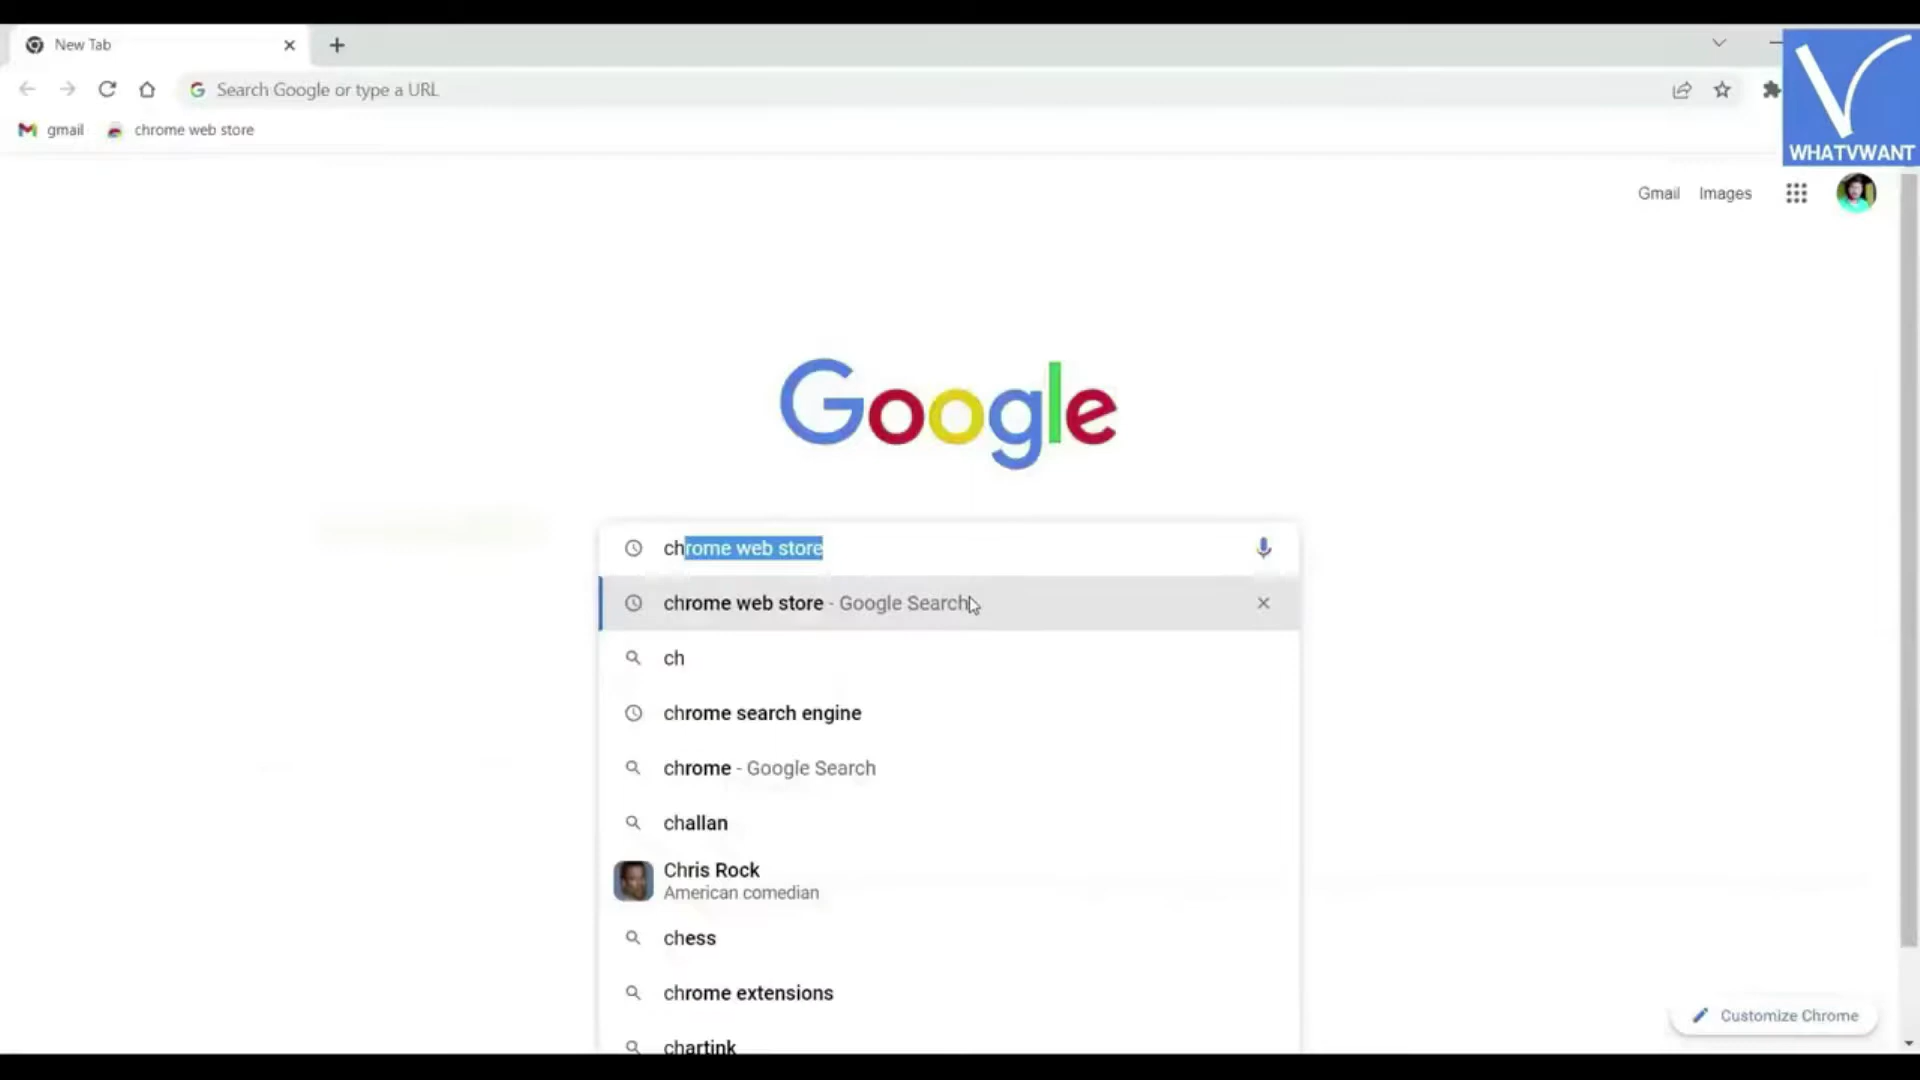 New Tab
Search Google or type a URL
gmail
chrome web store
WHATVWANT
Gmail
Images
Google
chrome web store
chrome web store - Google Search
ch
chrome search engine
chrome - Google Search
challan
Chris Rock
American comedian
chess
chrome extensions
chartink
Customize Chrome